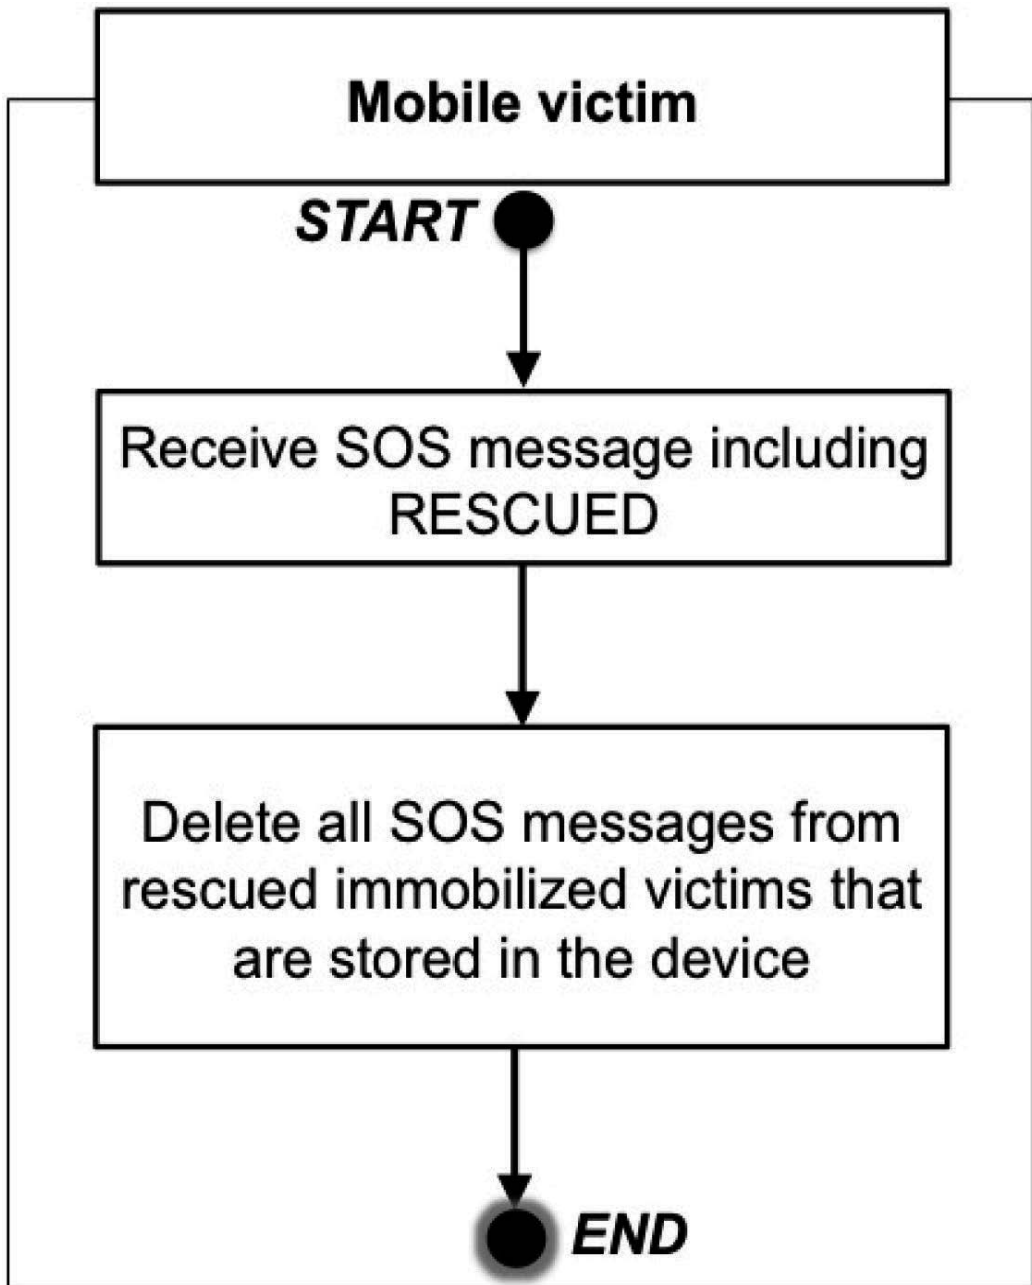 Mobile victim
START
Receive SOS message including
RESCUED
Delete all SOS messages from
rescued immobilized victims that
are stored in the device
END